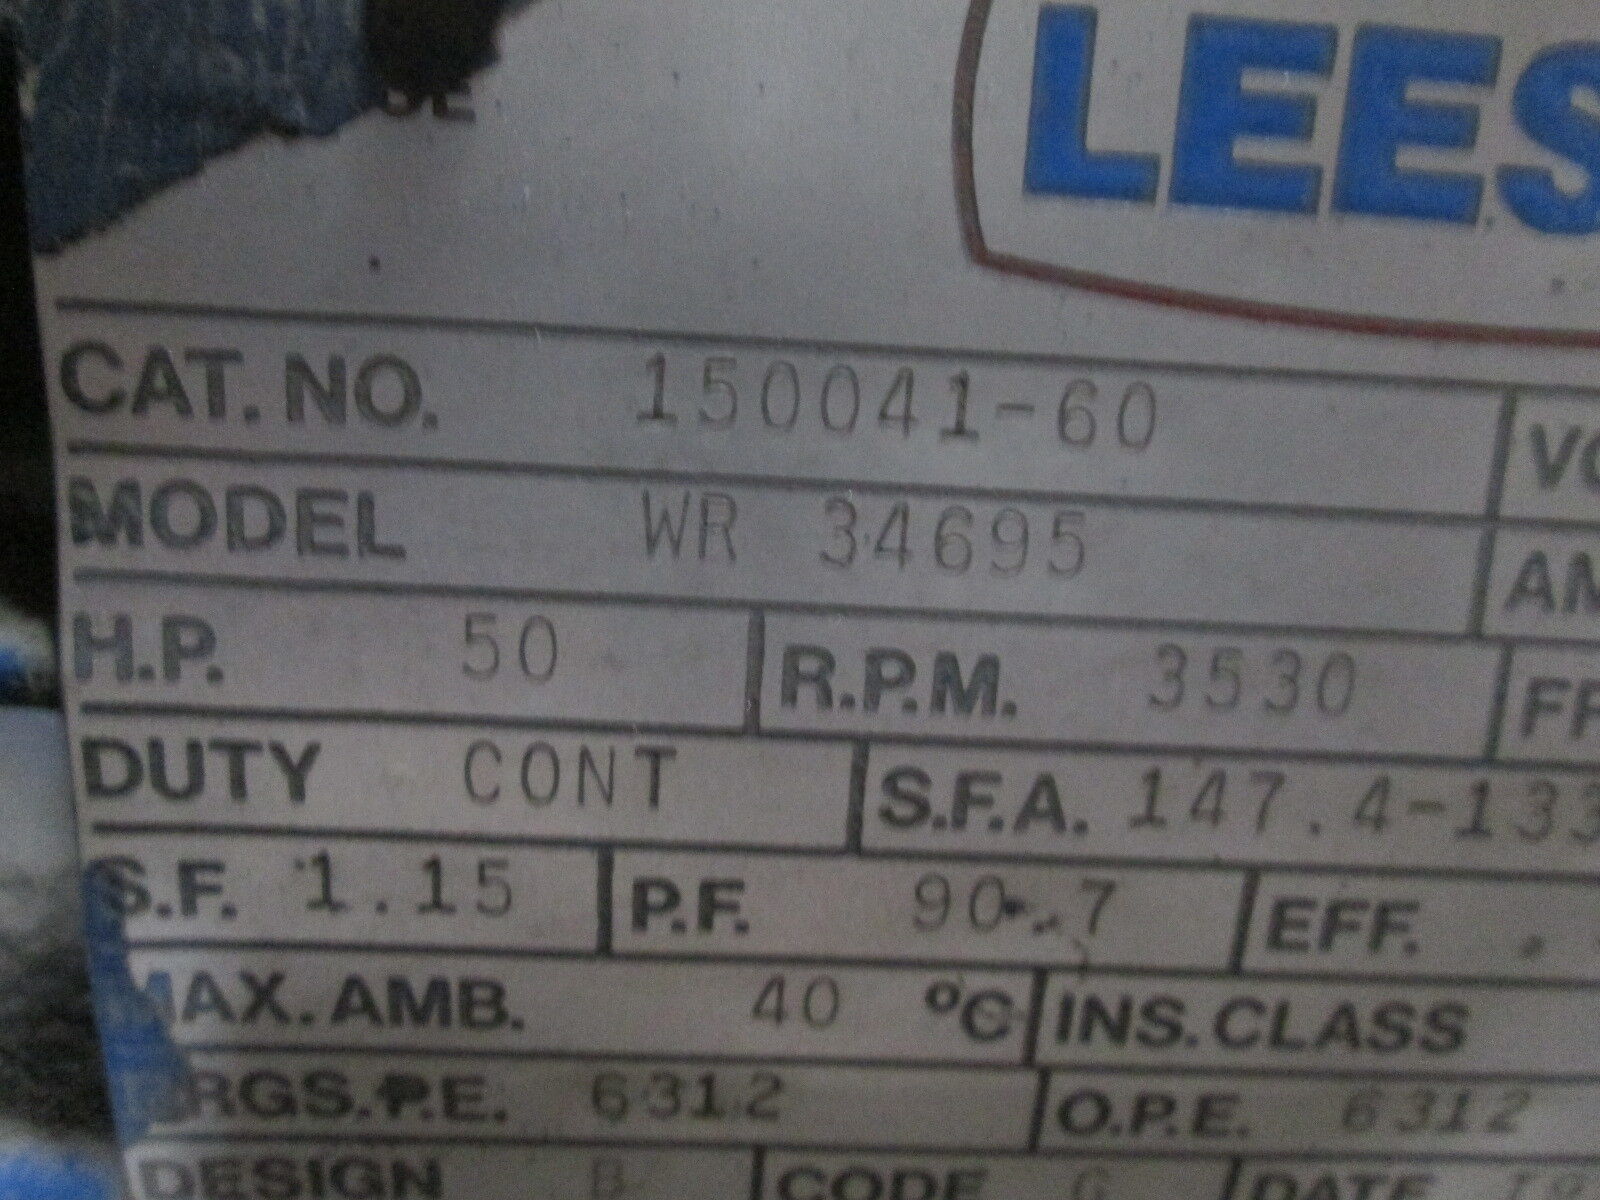 LEES
CAT. NO. 150041-60
MODEL WR 34695
H.P. 50 R.P.M. 3530
DUTY CONT S.F.A. 147.4-133
S.F. 1.15 P.F. 90.7 EFF.
MAX. AMB. 40 °C INS. CLASS
BRGS. P.E. 6312 O.P.E. 6312
DESIGN B CODE G DATE